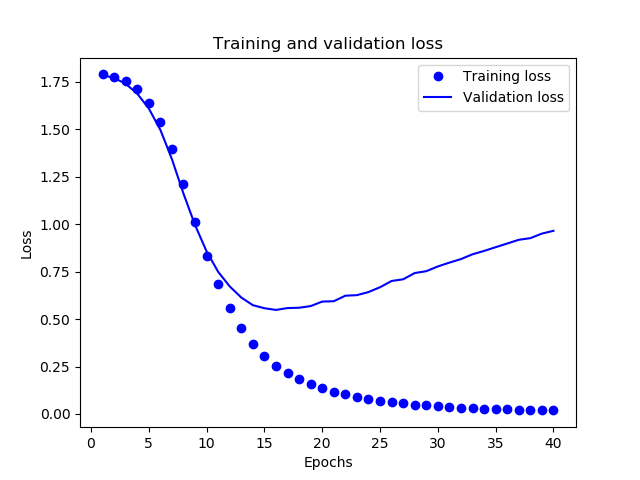 Training and validation loss
Training loss
Validation loss
Loss
1.75
1.50
1.25
1.00
0.75
0.50
0.25
0.00
0 5 10 15 20 25 30 35 40
Epochs